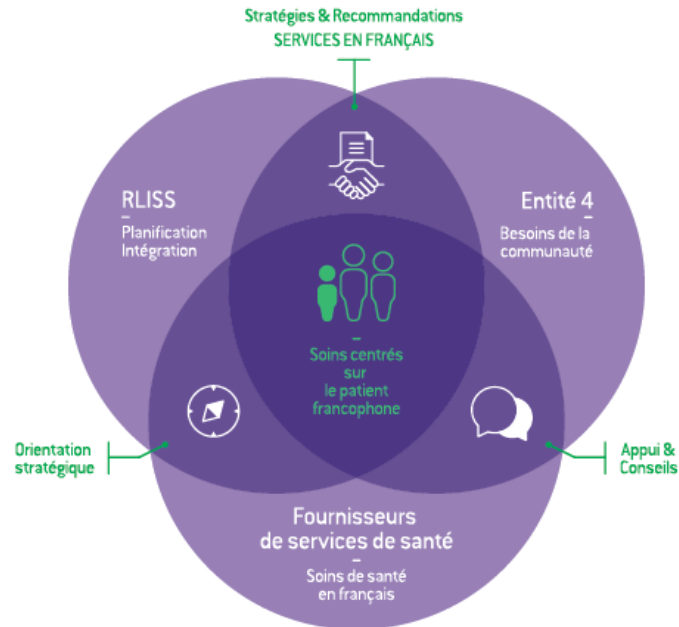 Stratégies & Recommandations
SERVICES EN FRANÇAIS
RLISS
Planification
Intégration
Entité 4
Besoins de la
communauté
Soins centrés
sur
le patient
francophone
Orientation
stratégique
Appui &
Conseils
Fournisseurs
de services de santé
Soins de santé
en français